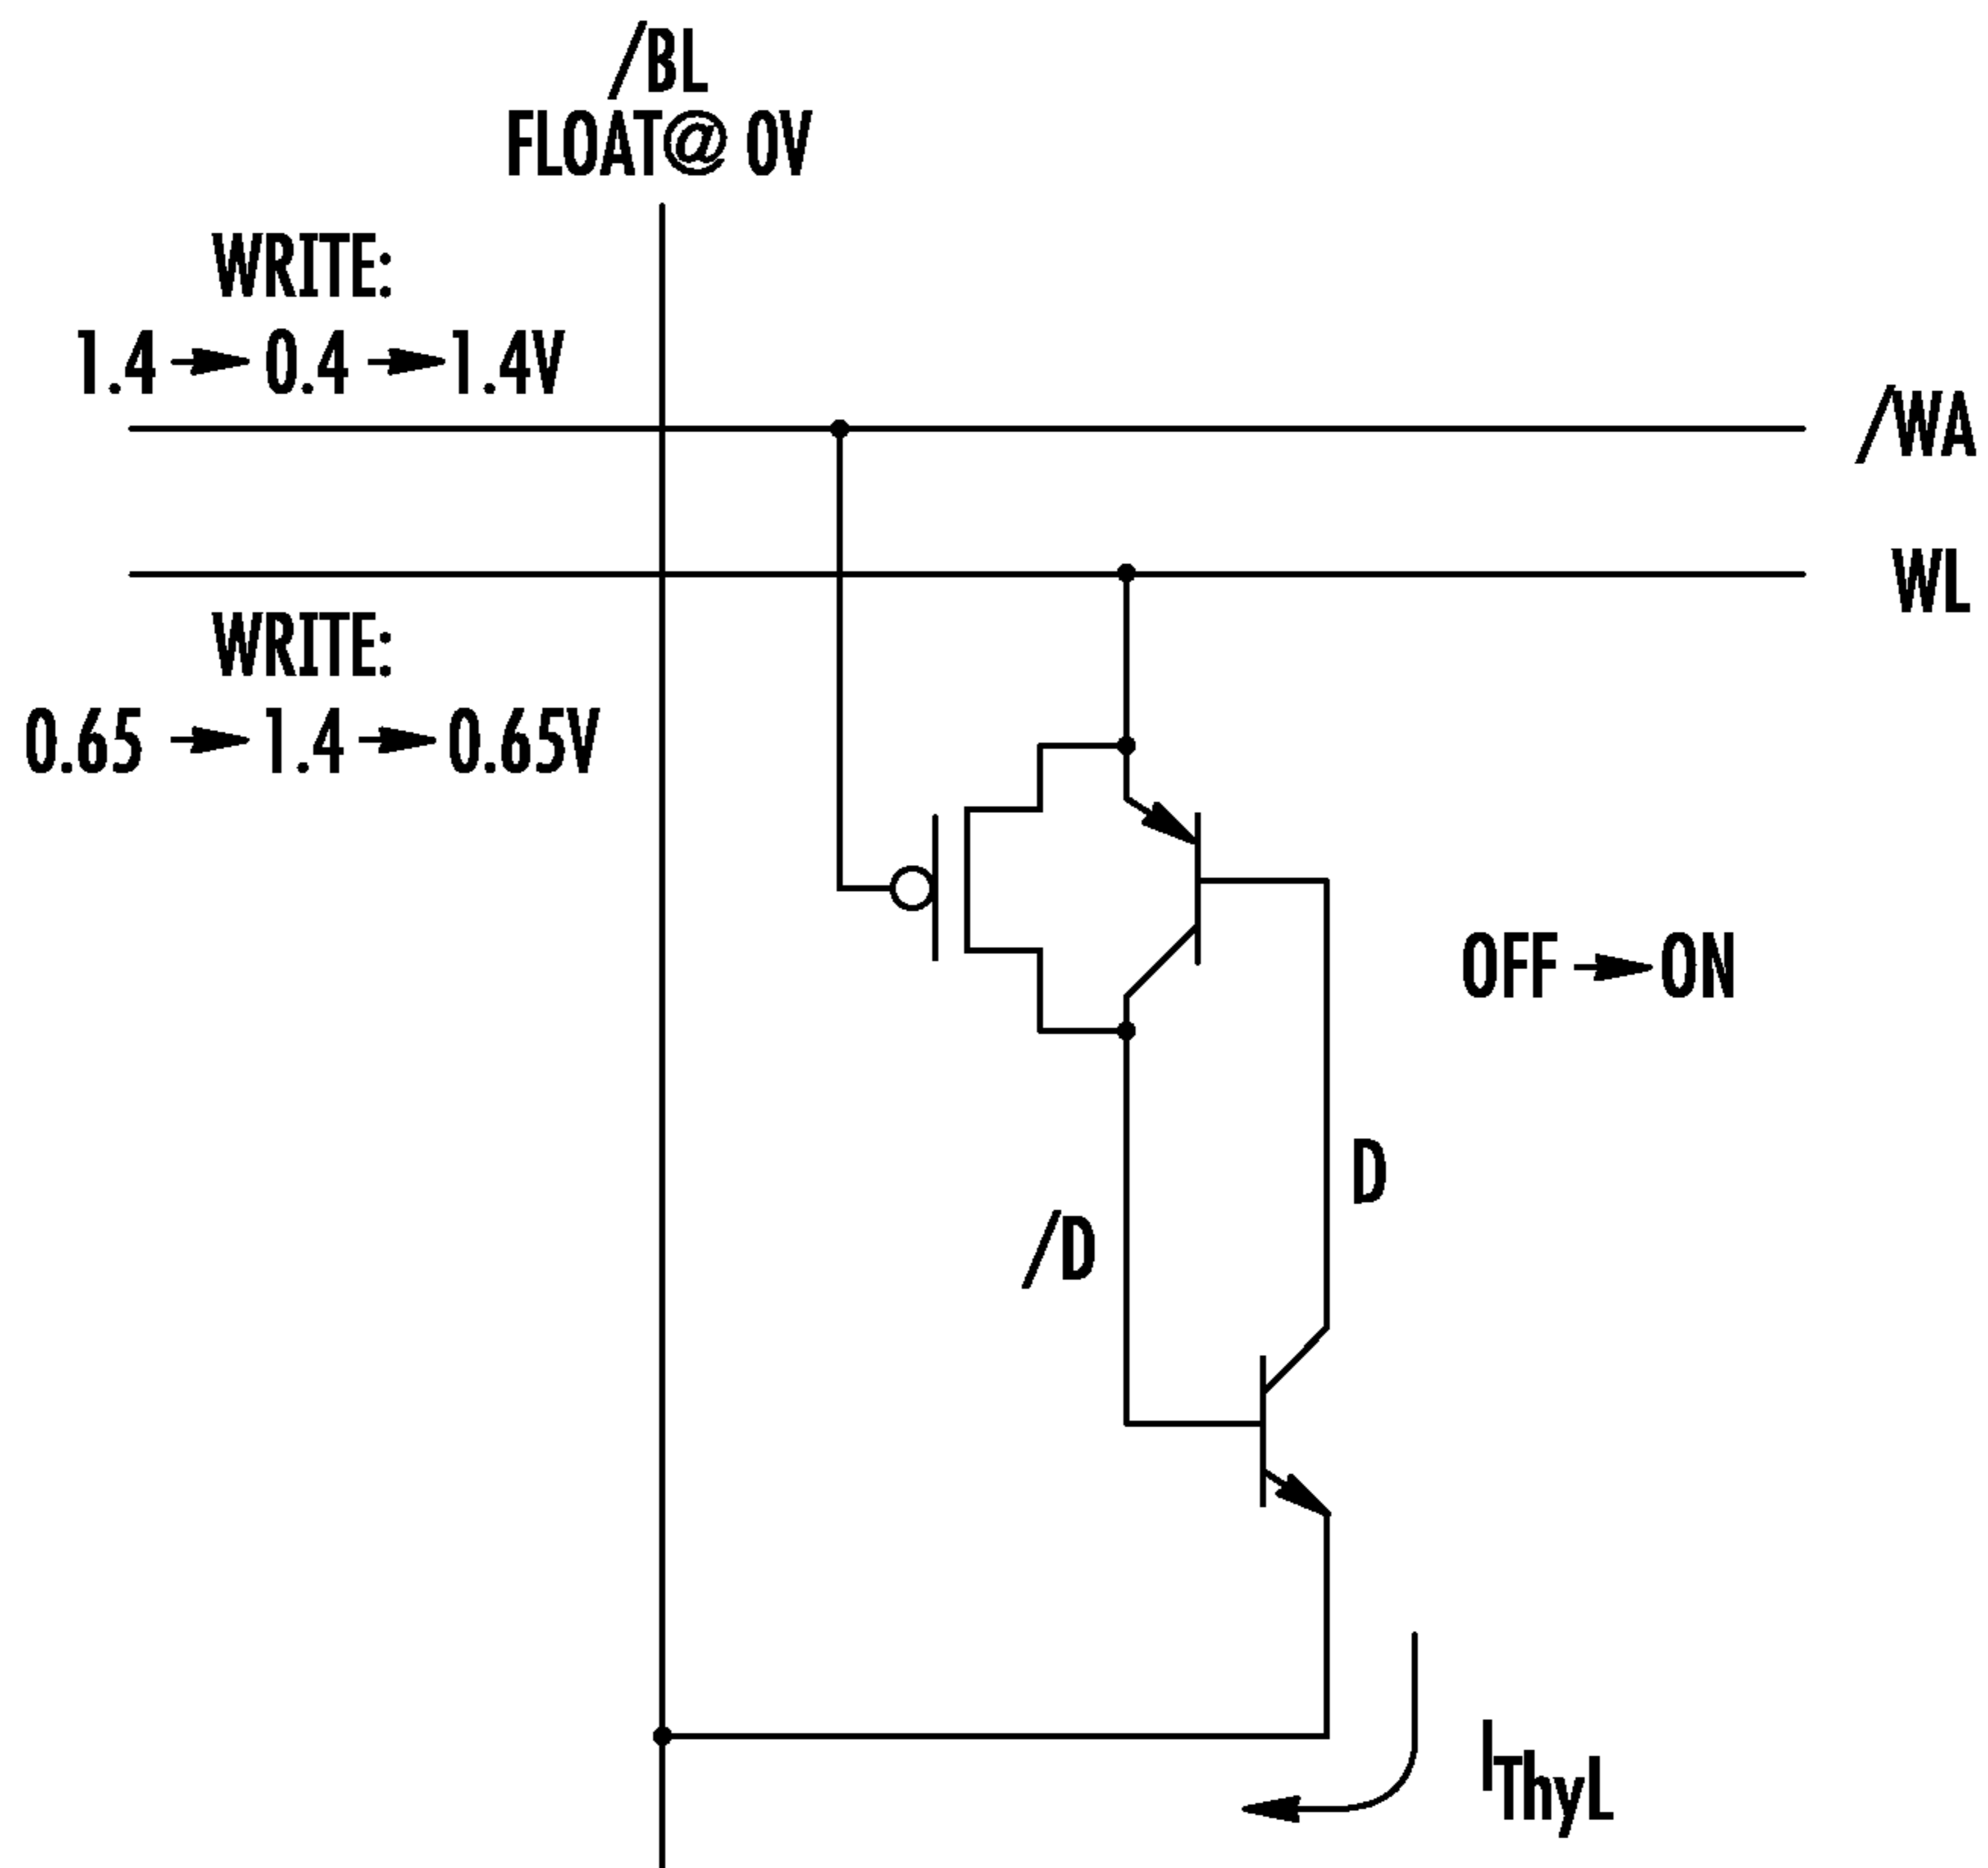 /BL
FLOAT@ 0V
WRITE:
1.4 → 0.4 → 1.4V
/WA
WL
WRITE:
0.65 → 1.4 → 0.65V
OFF → ON
D
/D
IThyL